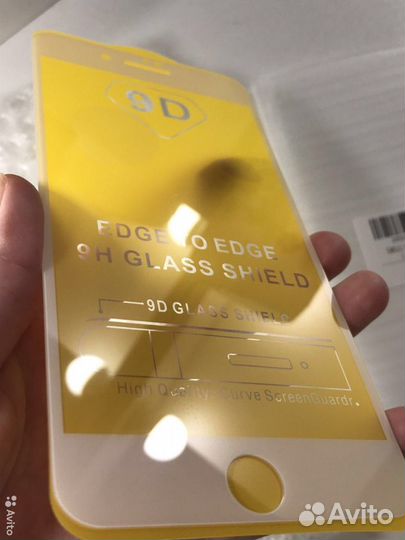 9D
EDGE TO EDGE
9H GLASS SHIELD
9D GLASS SHIELD
High Quality Curve ScreenGuard
Avito
Avito